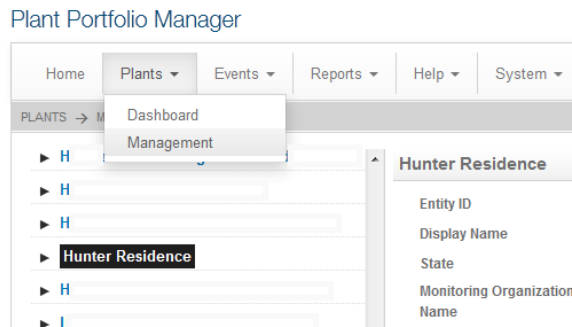 Plant Portfolio Manager
Home Plants Events Reports Help System
PLANTS → M
Dashboard
Management
H
Hunter Residence
H
Entity ID
H
Display Name
Hunter Residence
State
H
Monitoring Organization
Name